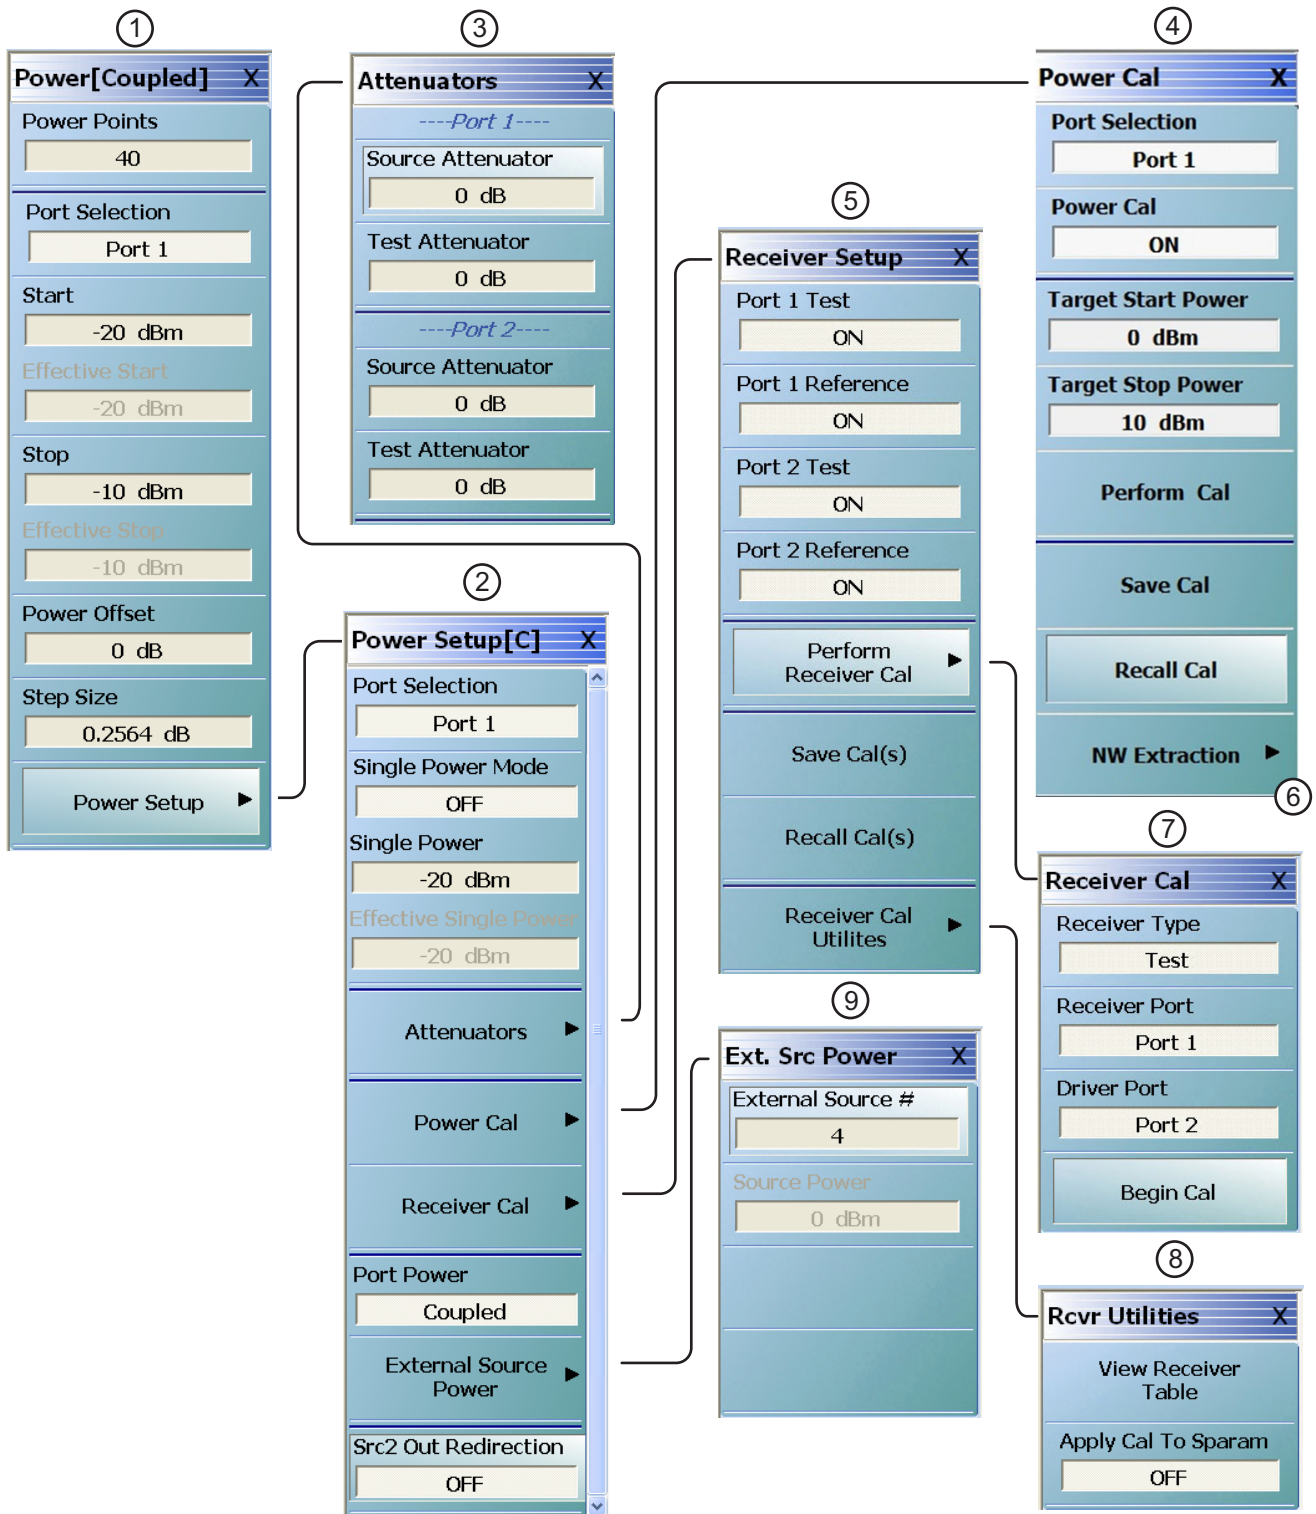 1
Power[Coupled] X
Power Points
40
Port Selection
Port 1
Start
-20 dBm
Effective Start
-20 dBm
Stop
-10 dBm
Effective Stop
-10 dBm
Power Offset
0 dB
Step Size
0.2564 dB
Power Setup
2
Power Setup[C] X
Port Selection
Port 1
Single Power Mode
OFF
Single Power
-20 dBm
Effective Single Power
-20 dBm
Attenuators
Power Cal
Receiver Cal
Port Power
Coupled
External Source
Power
Src2 Out Redirection
OFF
3
Attenuators X
----Port 1----
Source Attenuator
0 dB
Test Attenuator
0 dB
----Port 2----
Source Attenuator
0 dB
Test Attenuator
0 dB
4
Power Cal X
Port Selection
Port 1
Power Cal
ON
Target Start Power
0 dBm
Target Stop Power
10 dBm
Perform Cal
Save Cal
Recall Cal
NW Extraction
6
5
Receiver Setup X
Port 1 Test
ON
Port 1 Reference
ON
Port 2 Test
ON
Port 2 Reference
ON
Perform
Receiver Cal
Save Cal(s)
Recall Cal(s)
Receiver Cal
Utilites
7
Receiver Cal X
Receiver Type
Test
Receiver Port
Port 1
Driver Port
Port 2
Begin Cal
8
Rcvr Utilities X
View Receiver
Table
Apply Cal To Sparam
OFF
9
Ext. Src Power X
External Source #
4
Source Power
0 dBm